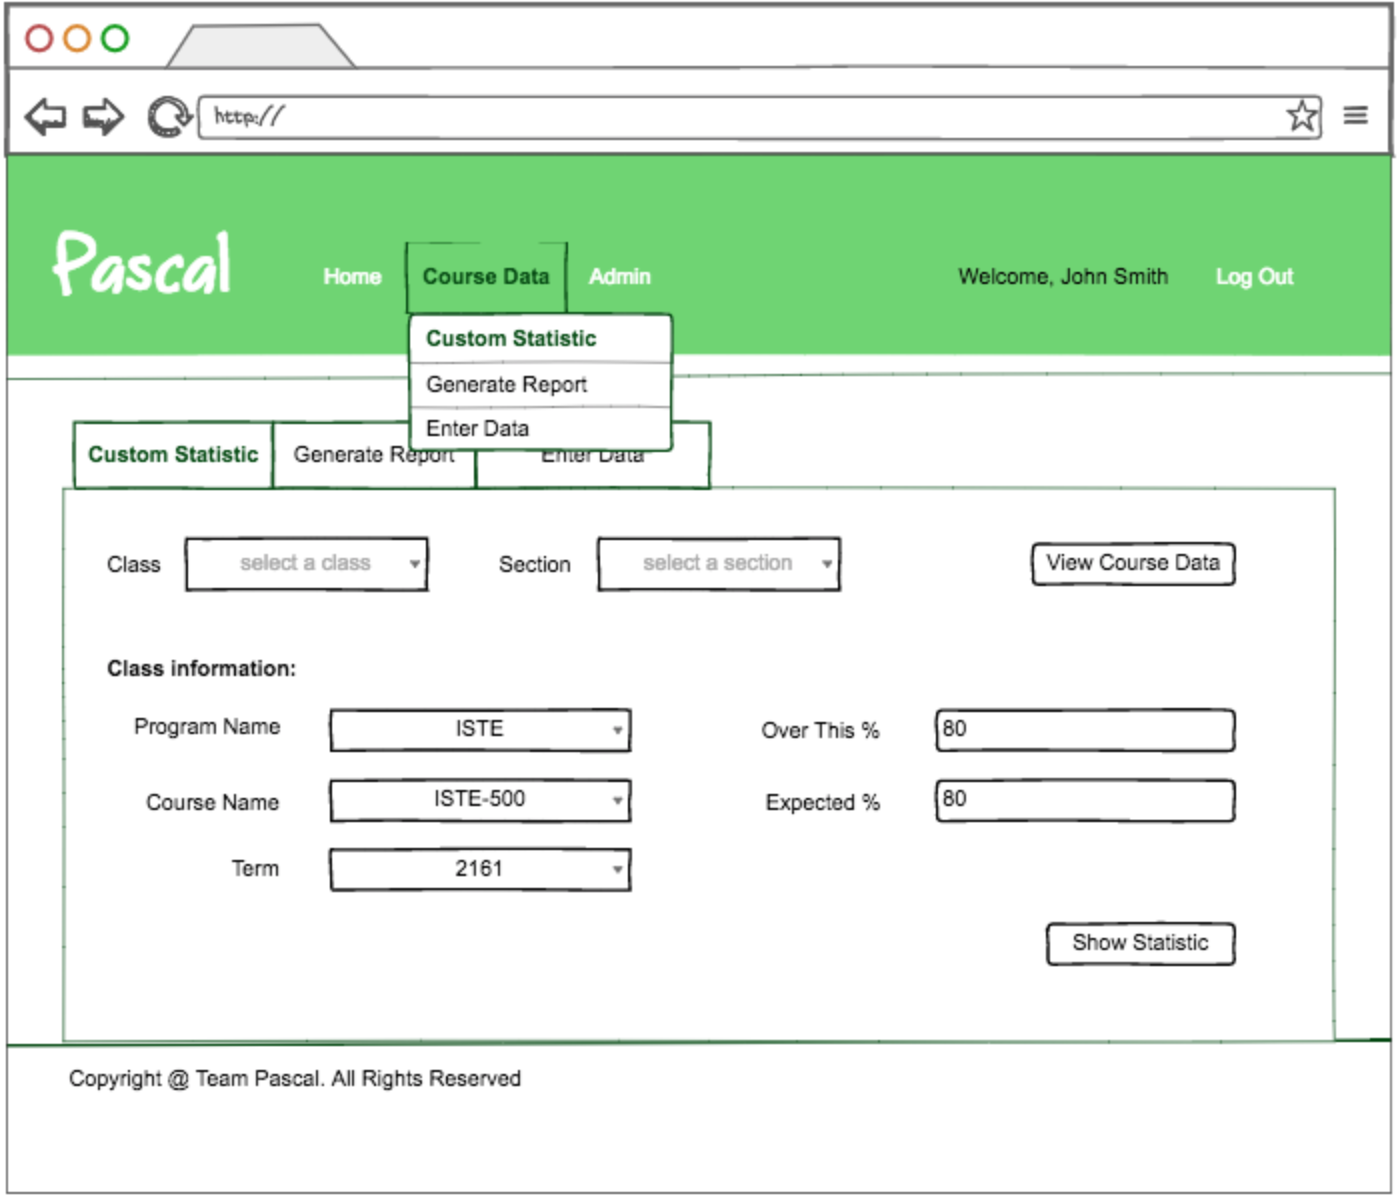 http://
Pascal
Home Course Data Admin Welcome, John Smith Log Out
Custom Statistic
Generate Report
Enter Data
Custom Statistic Generate Report Enter Data
Class select a class Section select a section View Course Data
Class information:
Program Name ISTE Over This % 80
Course Name ISTE-500 Expected % 80
Term 2161
Show Statistic
Copyright @ Team Pascal. All Rights Reserved